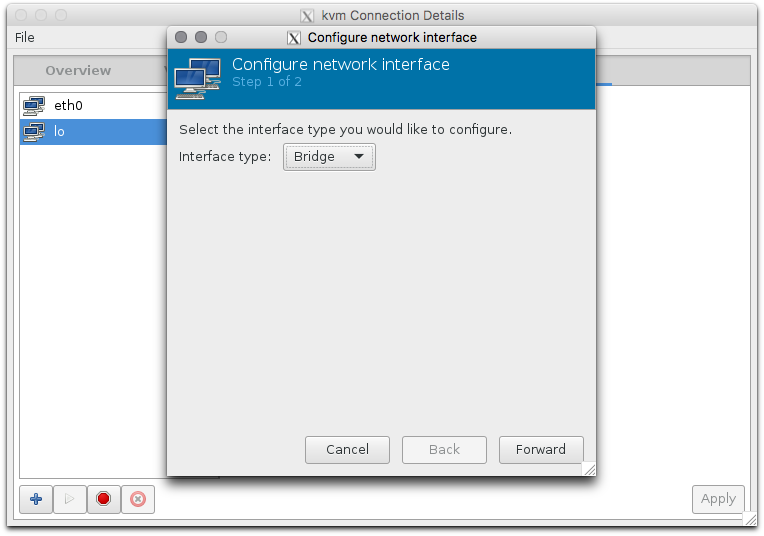 kvm Connection Details
File
Configure network interface
Overview
Configure network interface
Step 1 of 2
eth0
lo
Select the interface type you would like to configure.
Interface type:
Bridge
Cancel
Back
Forward
Apply